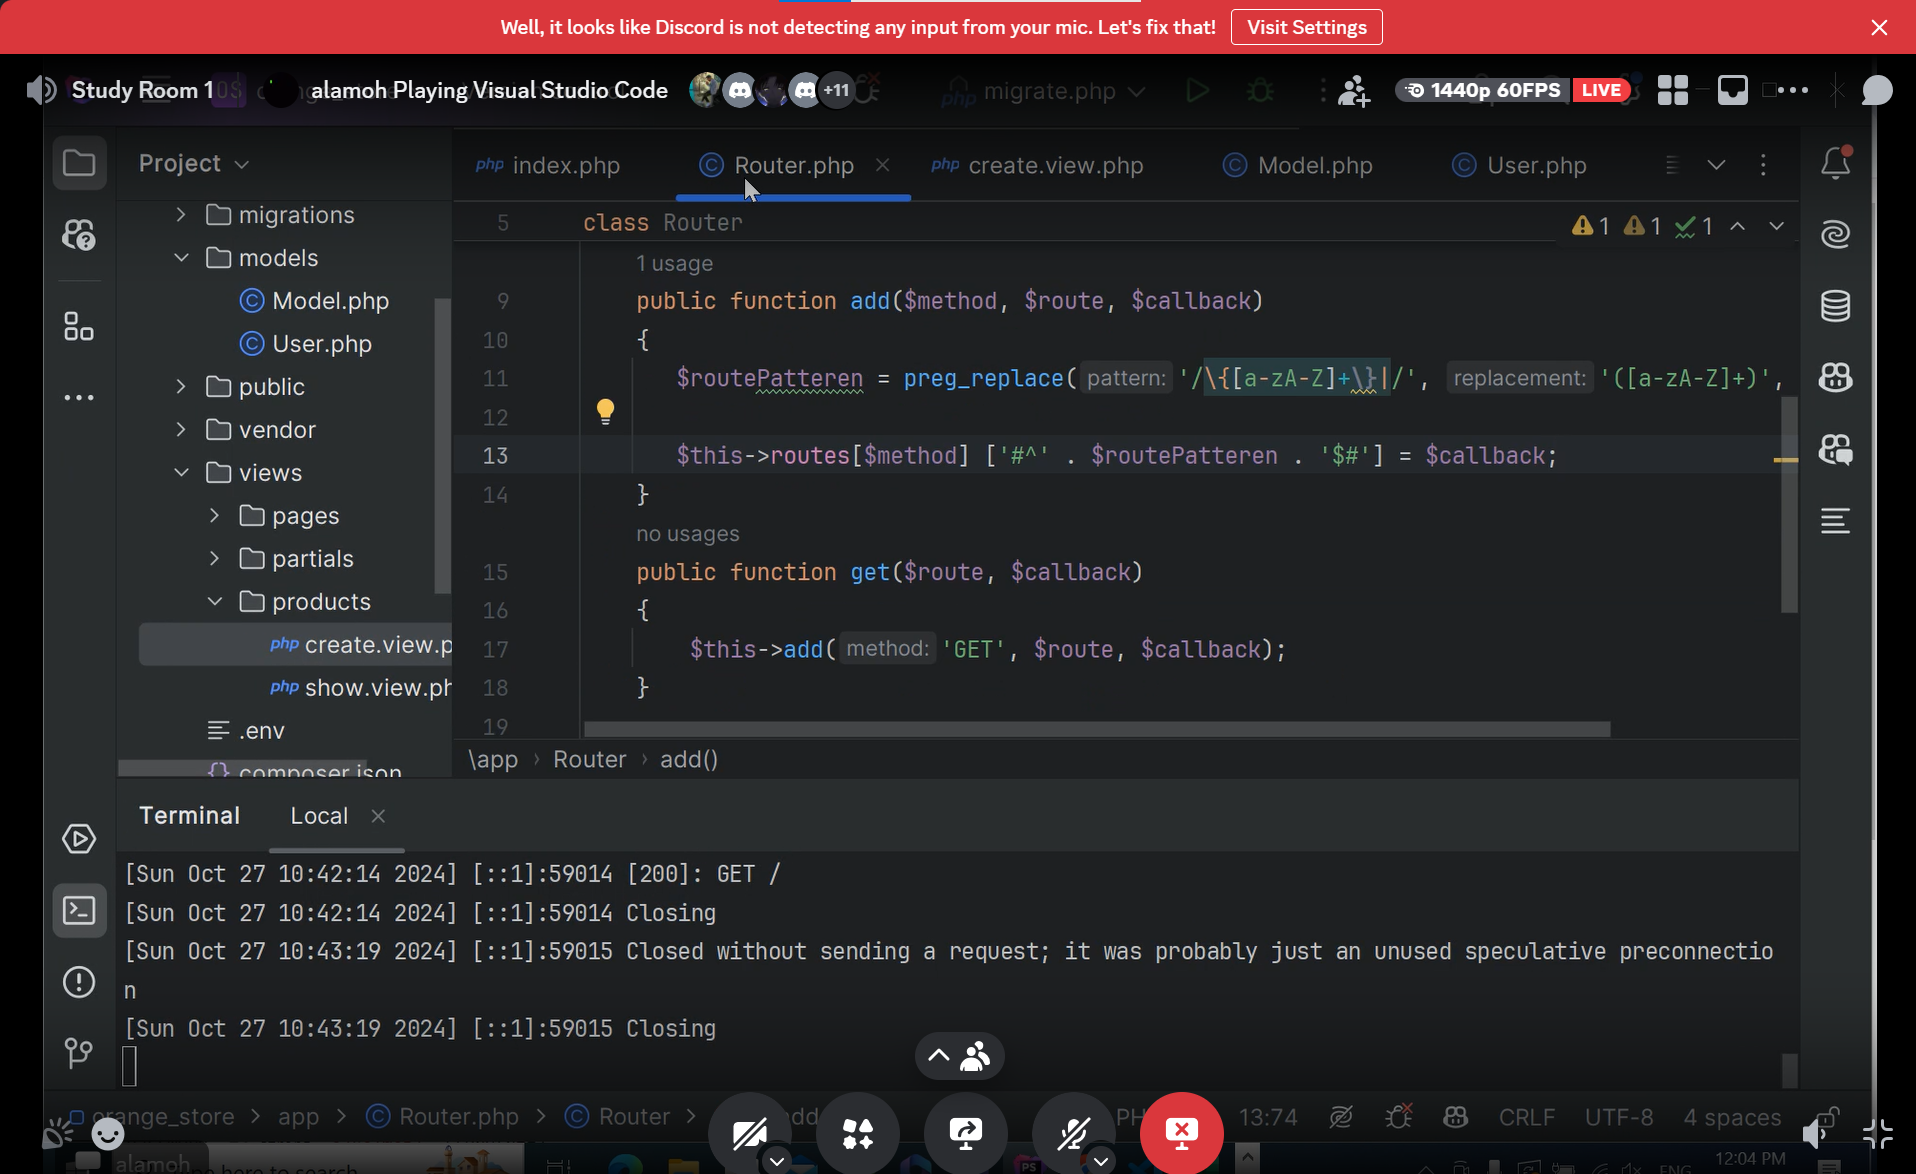 Well, it looks like Discord is not detecting any input from your mic. Let's fix that!
Visit Settings
Study Room 1
alamoh Playing Visual Studio Code
+11
migrate.php
1440p 60FPS
LIVE
Project
index.php
Router.php
create.view.php
Model.php
User.php
migrations
models
Model.php
User.php
public
vendor
views
pages
partials
products
php create.view.p
php show.view.ph
.env
composer.json
5 class Router
1 1 1
1 usage
9 public function add($method, $route, $callback)
10 {
11 $routePatteren = preg_replace( pattern: '/\{[a-zA-Z]+\}|/', replacement: '([a-zA-Z]+)',
12
13 $this->routes[$method] ['#^' . $routePatteren . '$#'] = $callback;
14 }
no usages
15 public function get($route, $callback)
16 {
17 $this->add( method: 'GET', $route, $callback);
18 }
19
\app › Router › add()
Terminal
Local
[Sun Oct 27 10:42:14 2024] [::1]:59014 [200]: GET /
[Sun Oct 27 10:42:14 2024] [::1]:59014 Closing
[Sun Oct 27 10:43:19 2024] [::1]:59015 Closed without sending a request; it was probably just an unused speculative preconnectio
n
[Sun Oct 27 10:43:19 2024] [::1]:59015 Closing
orange_store > app > Router.php > Router >
13:74
CRLF
UTF-8
4 spaces
alamoh
here to search
ENG
12:04 PM